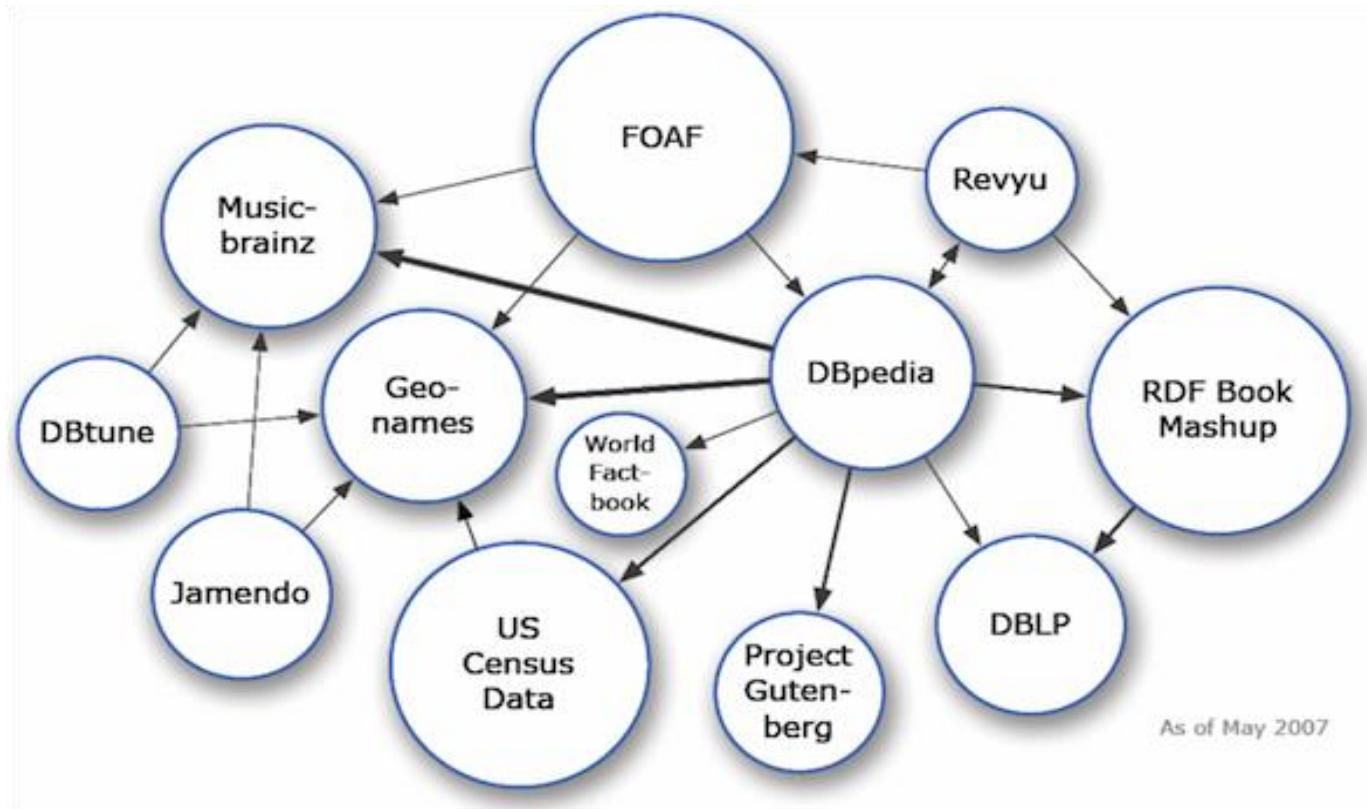 FOAF
Revyu
Music-
brainz
DBpedia
Geo-
names
RDF Book
Mashup
DBtune
World
Fact-
book
Jamendo
US
Census
Data
Project
Guten-
berg
DBLP
As of May 2007